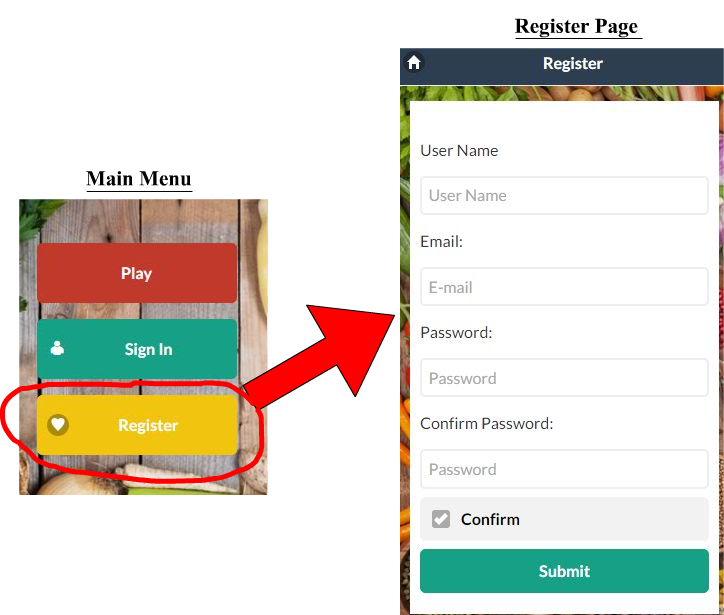 Main Menu
Play
Sign In
Register
Register Page
Register
User Name
User Name
Email:
E-mail
Password:
Password
Confirm Password:
Password
Confirm
Submit